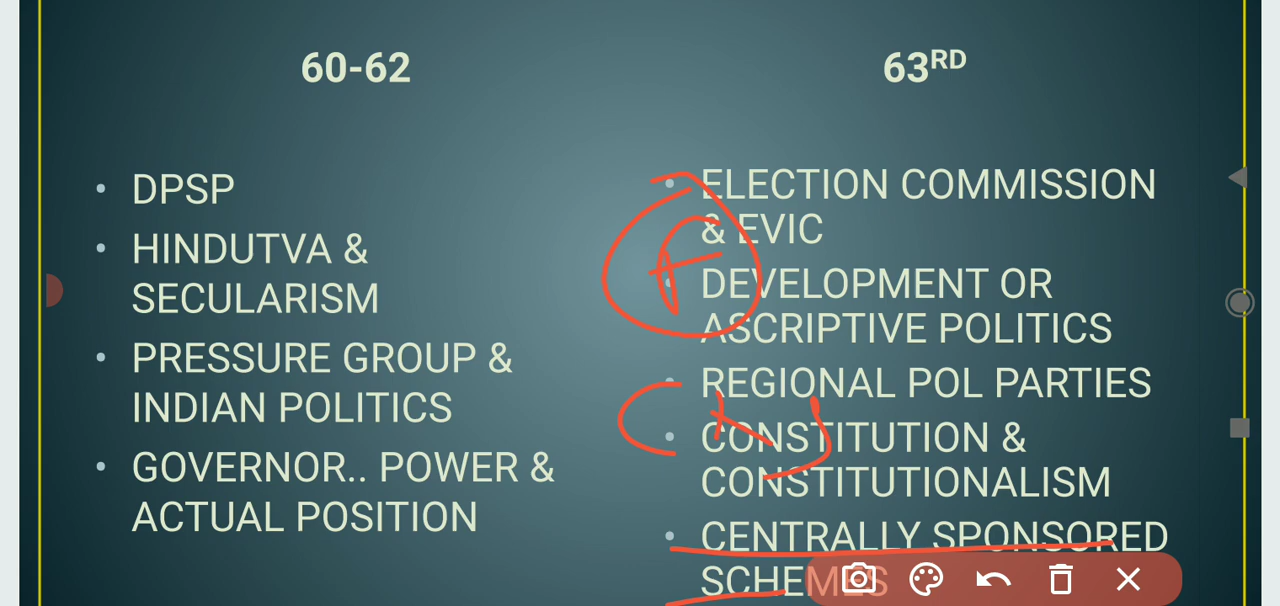 60-62
DPSP
HINDUTVA &
SECULARISM
PRESSURE GROUP &
INDIAN POLITICS
GOVERNOR.. POWER &
ACTUAL POSITION
63RD
ELECTION COMMISSION
& EVIC
DEVELOPMENT OR
ASCRIPTIVE POLITICS
REGIONAL POL PARTIES
CONSTITUTION &
CONSTITUTIONALISM
CENTRALLY SPONSORED
SCHEMES